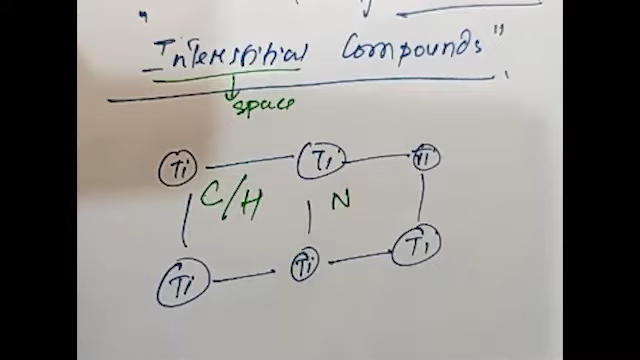 "Interstitial Compounds"
space
Ti Ti Ti
C/H N
Ti Ti Ti